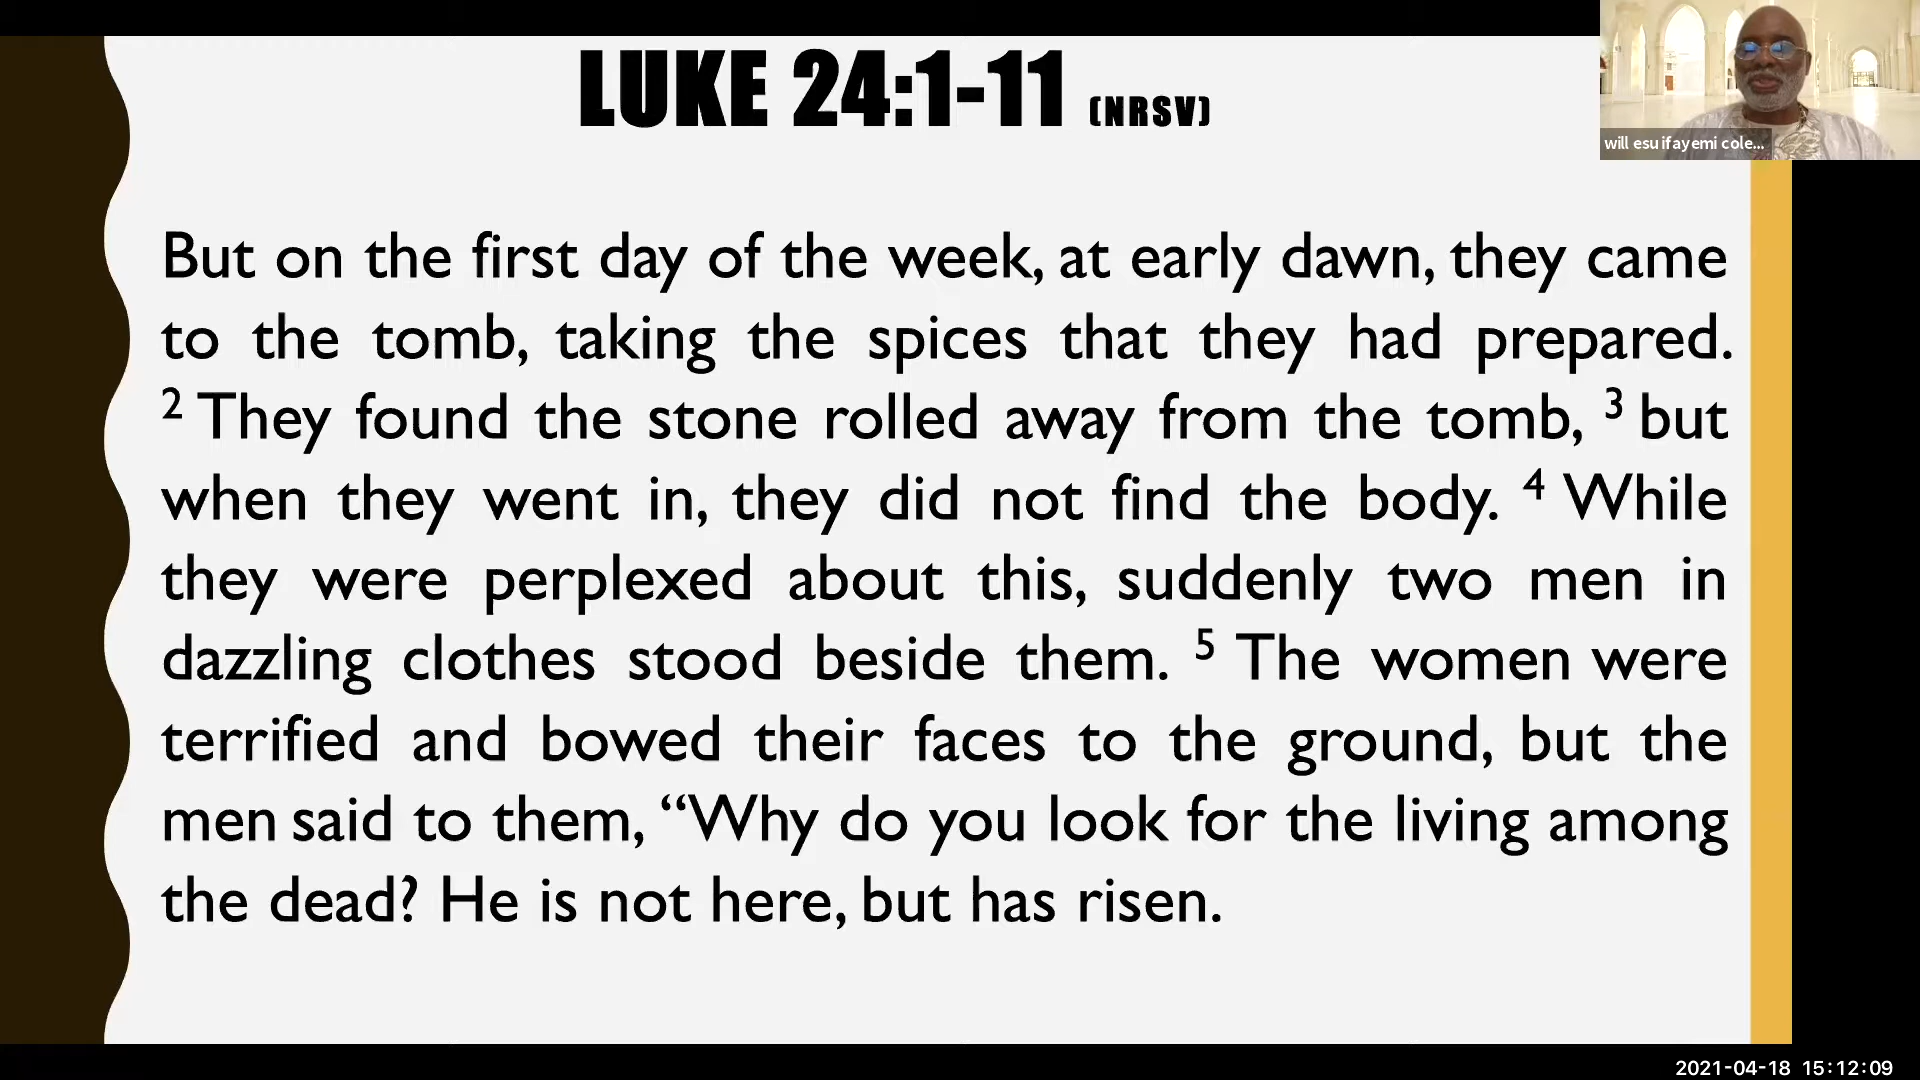 LUKE 24:1-11 (NRSV)
will esu ifayemi cole...
But on the first day of the week, at early dawn, they came
to the tomb, taking the spices that they had prepared.
² They found the stone rolled away from the tomb, ³ but
when they went in, they did not find the body. ⁴ While
they were perplexed about this, suddenly two men in
dazzling clothes stood beside them. ⁵ The women were
terrified and bowed their faces to the ground, but the
men said to them, “Why do you look for the living among
the dead? He is not here, but has risen.
2021-04-18 15:12:09